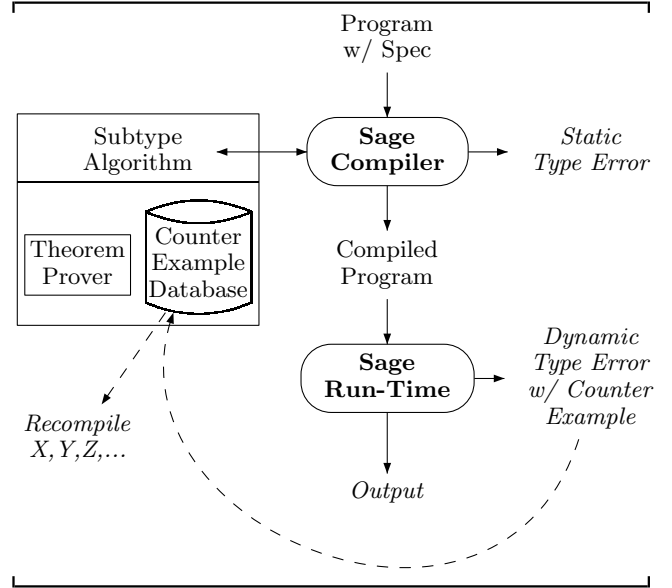 Program
w/ Spec
Subtype
Algorithm
Sage
Compiler
Static
Type Error
Theorem
Prover
Counter
Example
Database
Compiled
Program
Sage
Run-Time
Dynamic
Type Error
w/ Counter
Example
Recompile
X,Y,Z,...
Output